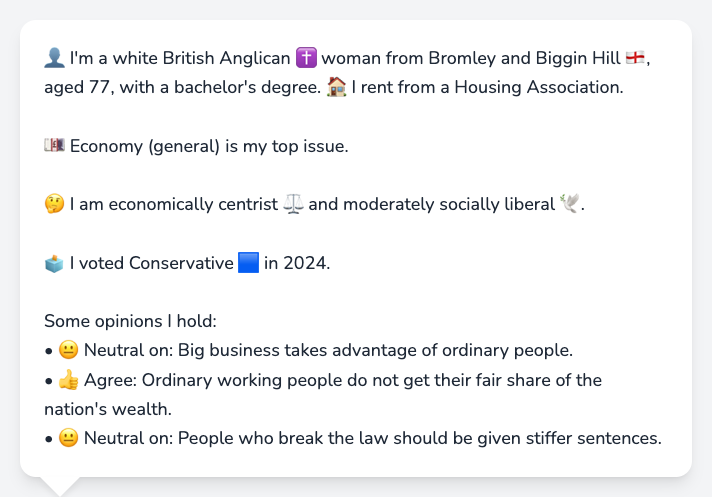 👤 I'm a white British Anglican ✝️ woman from Bromley and Biggin Hill 🏴󠁧󠁢󠁥󠁮󠁧󠁿,
aged 77, with a bachelor's degree. 🏠 I rent from a Housing Association.
💷 Economy (general) is my top issue.
🤔 I am economically centrist ⚖️ and moderately socially liberal 🕊️.
🗳️ I voted Conservative 🟦 in 2024.
Some opinions I hold:
• 😐 Neutral on: Big business takes advantage of ordinary people.
• 👍 Agree: Ordinary working people do not get their fair share of the
nation's wealth.
• 😐 Neutral on: People who break the law should be given stiffer sentences.